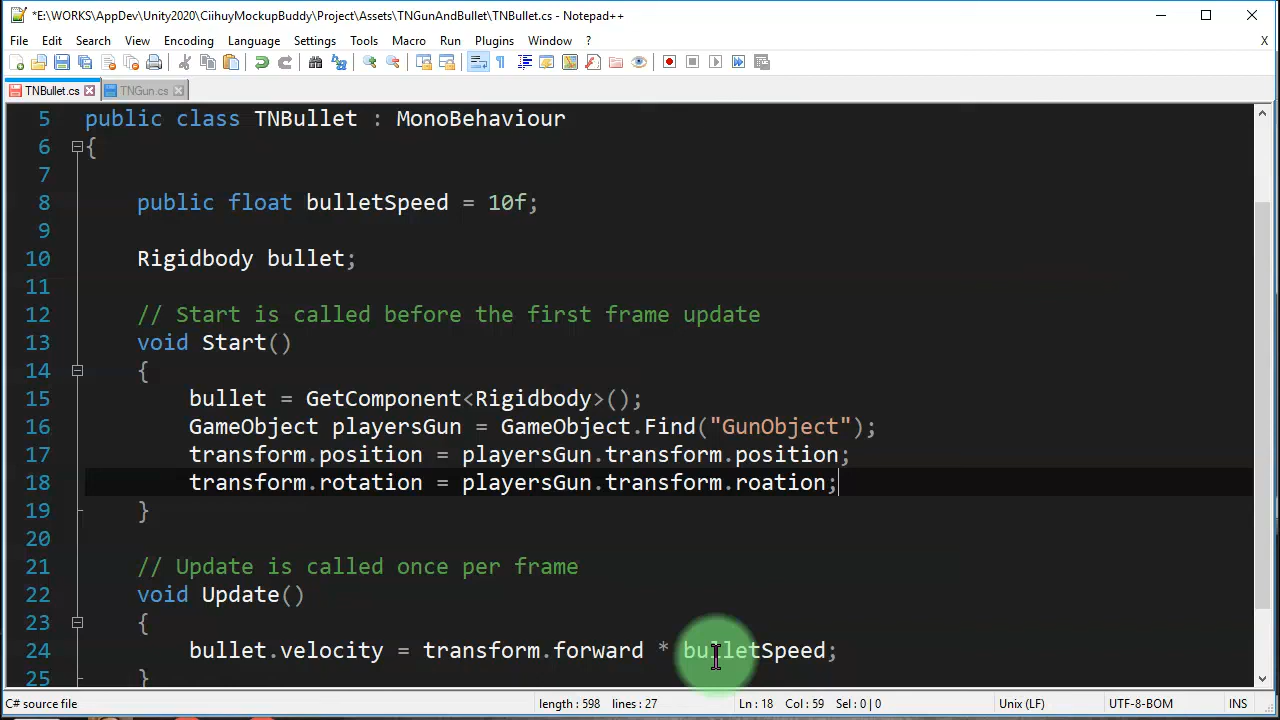 *E:\WORKS\AppDev\Unity2020\CiihuyMockupBuddy\Project\Assets\TNGunAndBullet\TNBullet.cs - Notepad++
File Edit Search View Encoding Language Settings Tools Macro Run Plugins Window ? X
TNBullet.cs TNGun.cs
5 public class TNBullet : MonoBehaviour
6 {
7
8 public float bulletSpeed = 10f;
9
10 Rigidbody bullet;
11
12 // Start is called before the first frame update
13 void Start()
14 {
15 bullet = GetComponent<Rigidbody>();
16 GameObject playersGun = GameObject.Find("GunObject");
17 transform.position = playersGun.transform.position;
18 transform.rotation = playersGun.transform.roation;
19 }
20
21 // Update is called once per frame
22 void Update()
23 {
24 bullet.velocity = transform.forward * bulletSpeed;
25 }
C# source file length : 598 lines : 27 Ln : 18 Col : 59 Sel : 0 | 0 Unix (LF) UTF-8-BOM INS